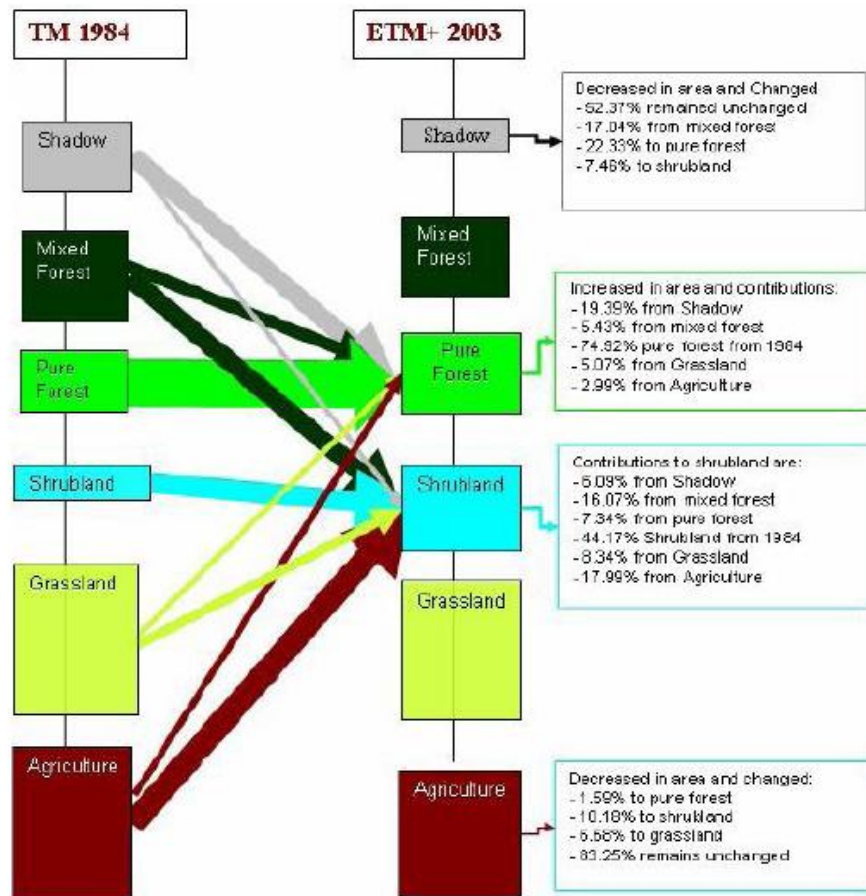 TM 1984
ETM+ 2003
Shadow
Mixed
Forest
Pure
Forest
Shrubland
Grassland
Agriculture
Shadow
Mixed
Forest
Pure
Forest
Shrubland
Grassland
Agriculture
Decreased in area and Changed
- 52.37% remained unchanged
- 17.04% from mixed forest
- 22.33% to pure forest
- 7.46% to shrubland
Increased in area and contributions:
- 19.39% from Shadow
- 5.43% from mixed forest
- 74.92% pure forest from 1984
- 5.07% from Grassland
- 2.99% from Agriculture
Contributions to shrubland are:
- 6.09% from Shadow
- 16.07% from mixed forest
- 7.34% from pure forest
- 44.17% Shrubland from 1984
- 8.34% from Grassland
- 17.99% from Agriculture
Decreased in area and changed:
- 1.59% to pure forest
- 10.18% to shrubland
to grassland
- 83.25% remains unchanged